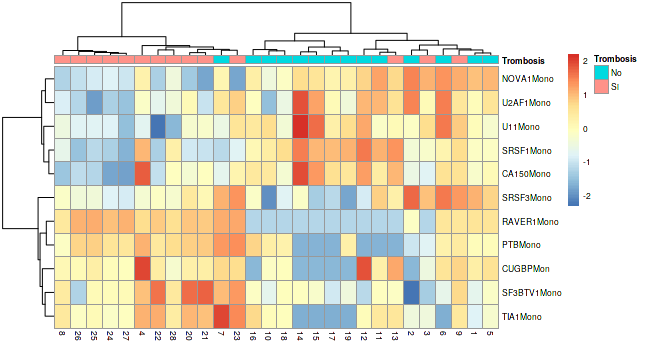 Trombosis
NOVA1Mono
U2AF1Mono
U11Mono
SRSF1Mono
CA150Mono
SRSF3Mono
RAVER1Mono
PTBMono
CUGBPMon
SF3BTV1Mono
TIA1Mono
8 26 25 24 27 4 22 28 20 21 7 23 16 10 18 14 15 17 19 12 11 13 2 3 6 9 1 5
2
1
0
-1
-2
Trombosis
No
SI